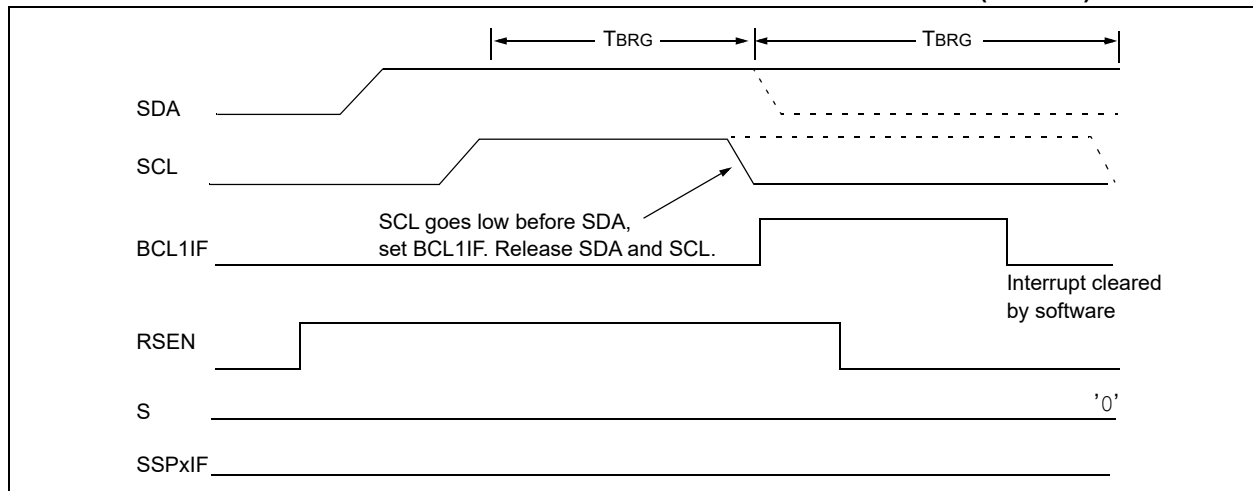 TBRG
TBRG
SDA
SCL
SCL goes low before SDA,
set BCL1IF. Release SDA and SCL.
BCL1IF
Interrupt cleared
by software
RSEN
S
’0’
SSPxIF